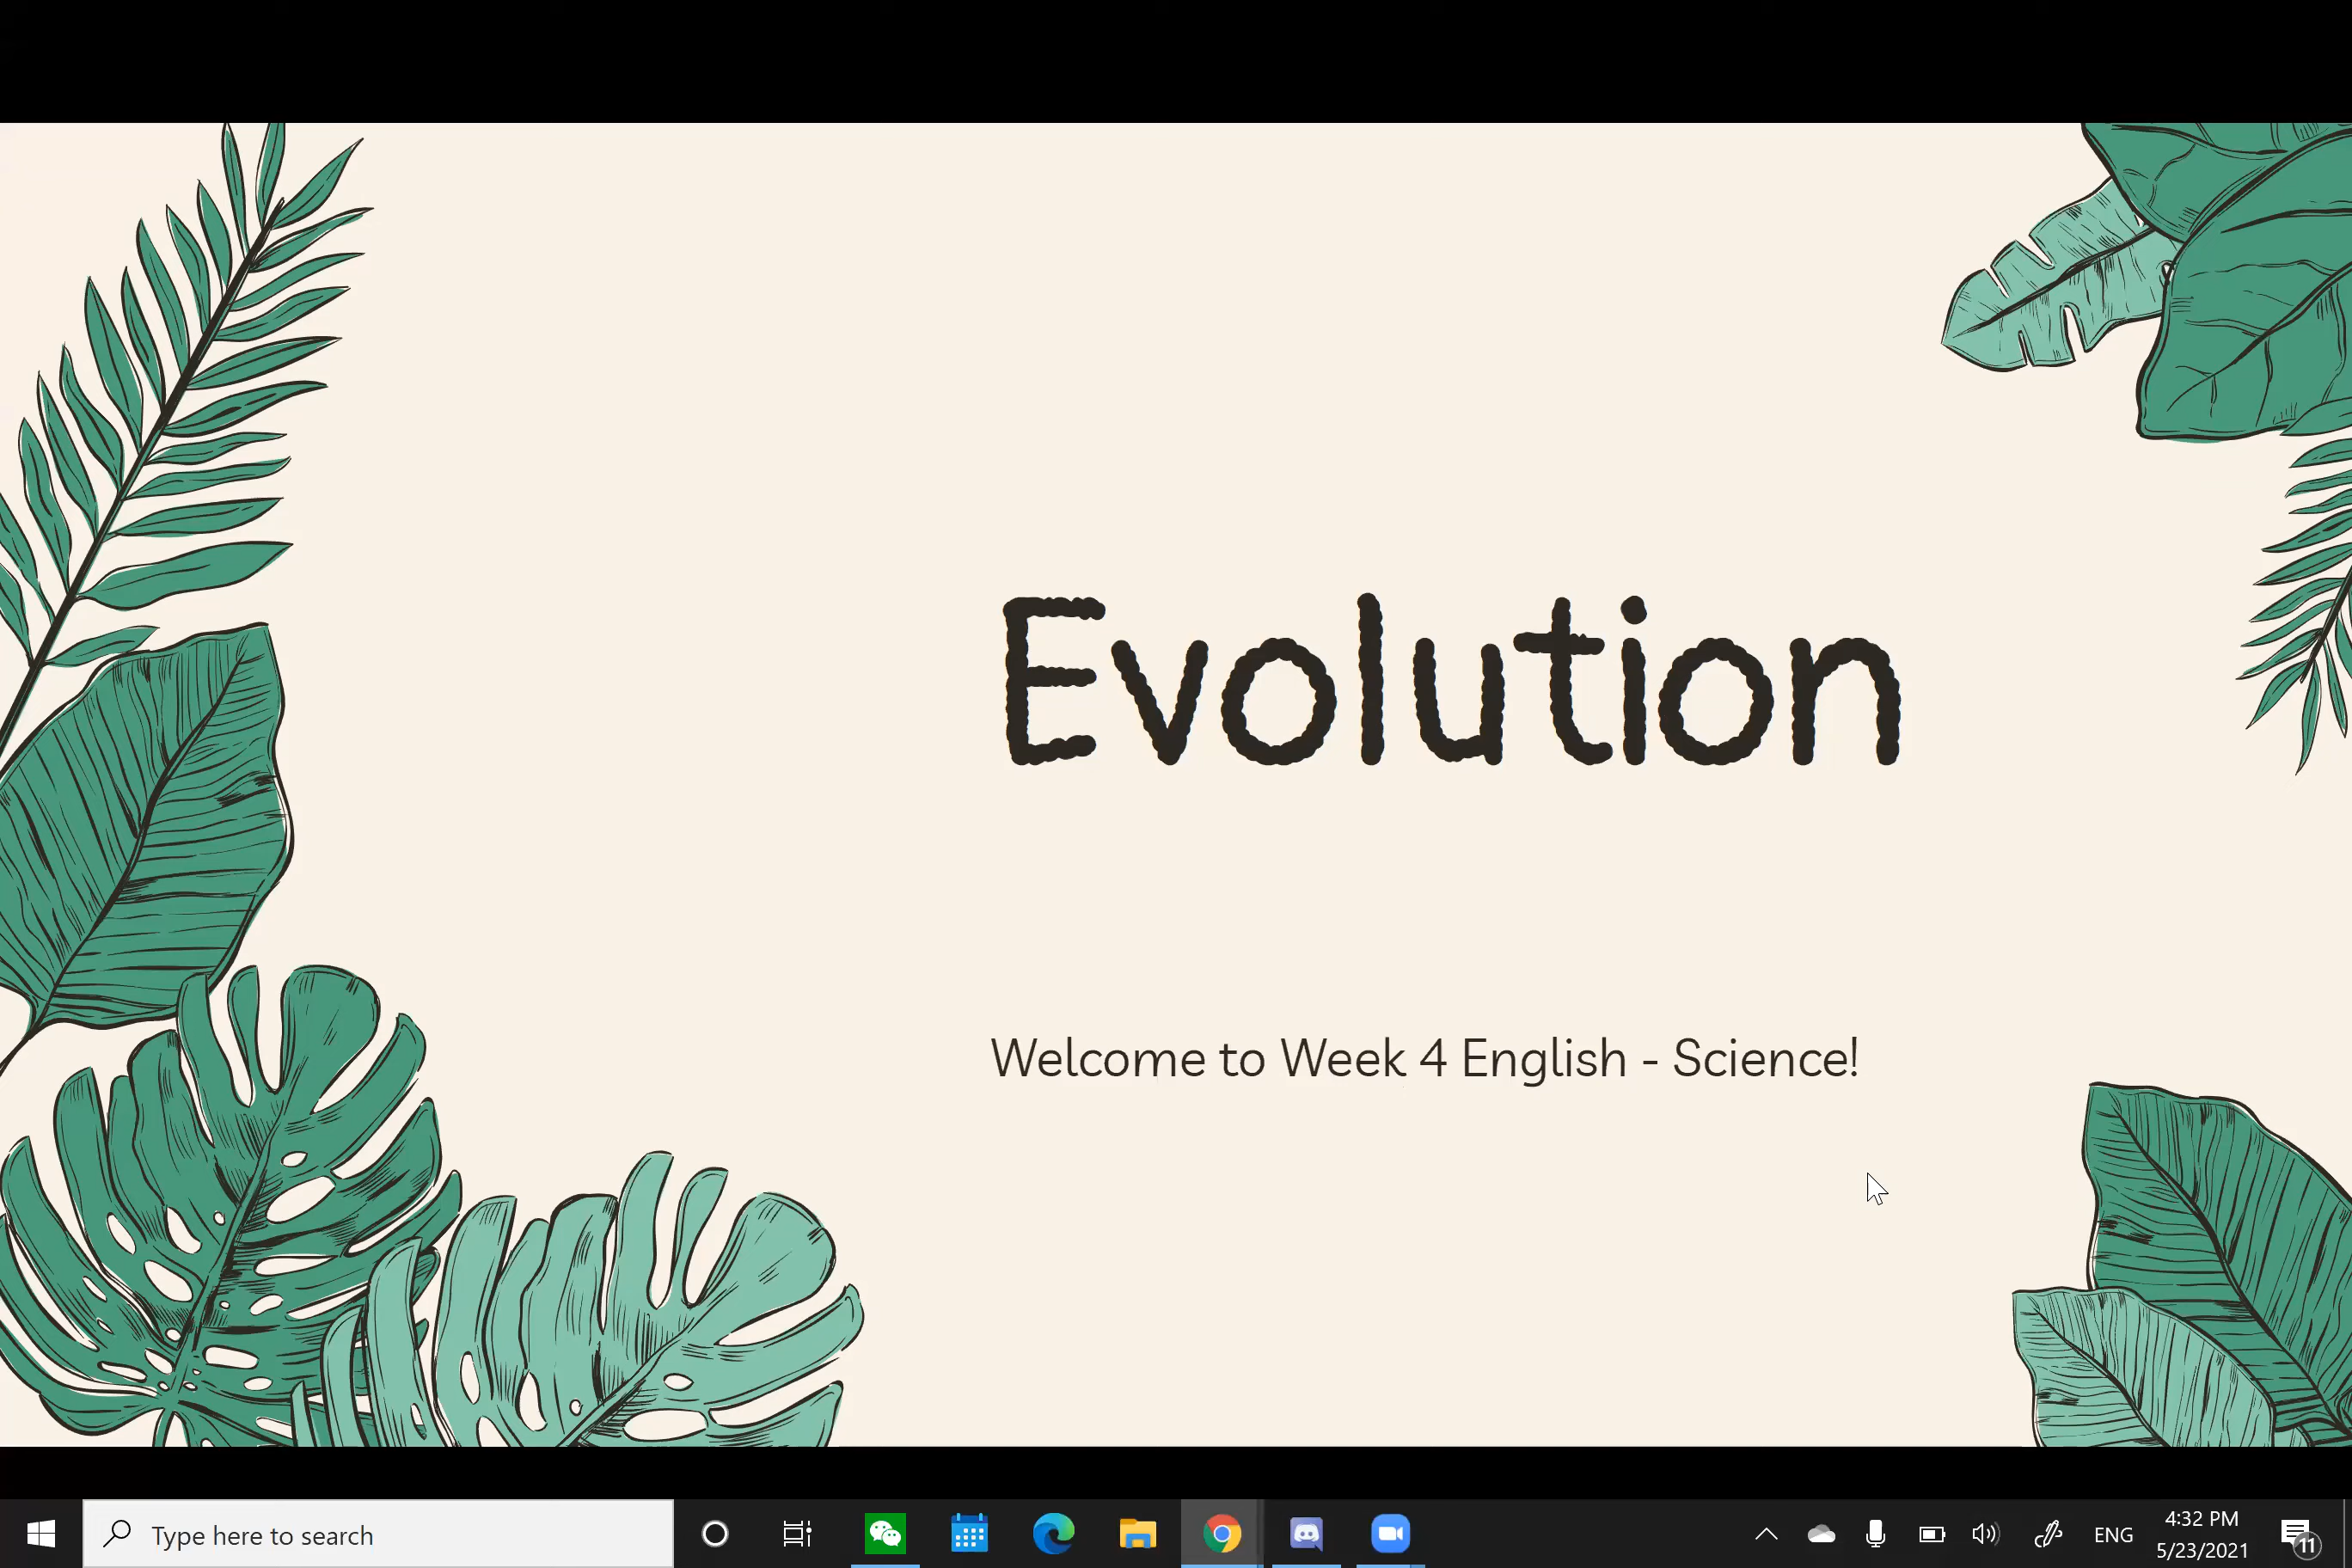 Evolution
Welcome to Week 4 English - Science!
Type here to search
ENG
4:32 PM
5/23/2021
11